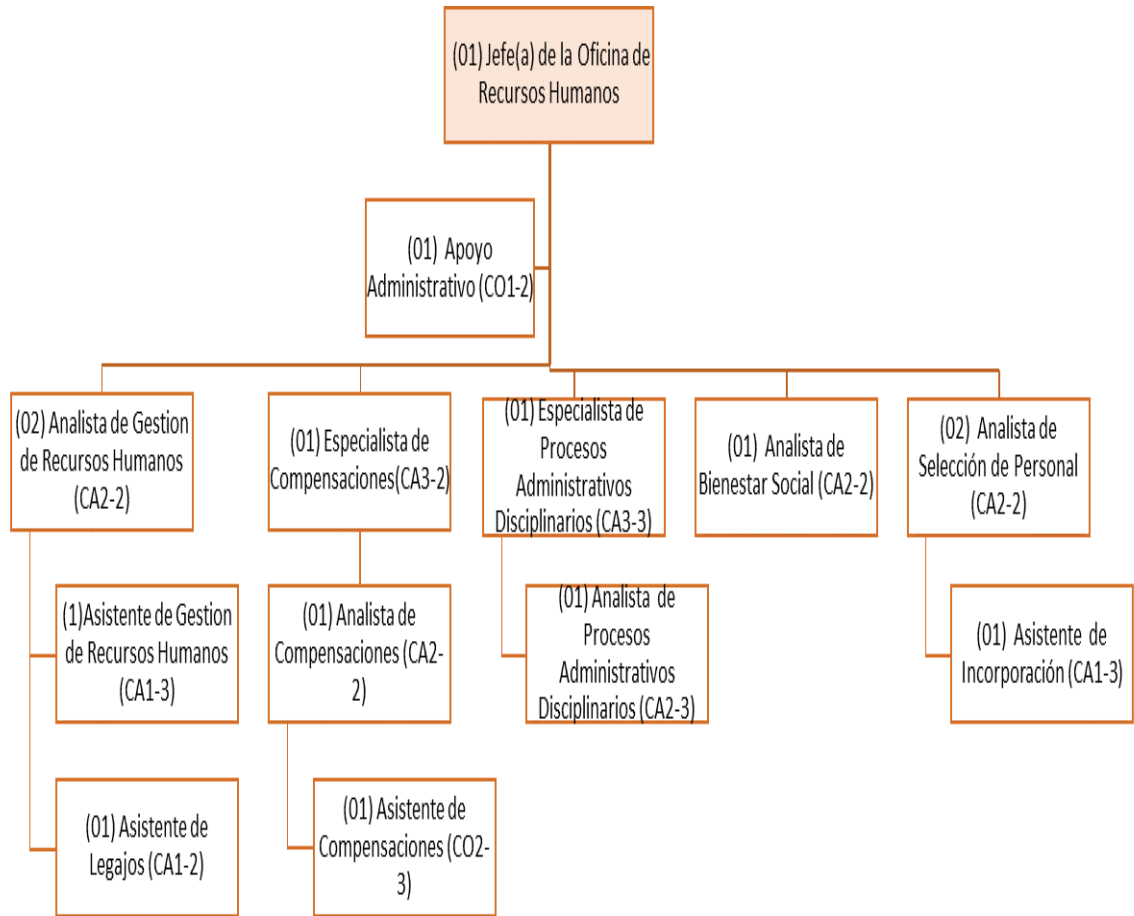 (01) Jefe(a) de la Oficina de
Recursos Humanos
(01) Apoyo
Administrativo (CO1-2)
(02) Analista de Gestion
de Recursos Humanos
(CA2-2)
(01) Especialista de
Compensaciones(CA3-2)
(01) Especialista de
Procesos
Administrativos
Disciplinarios (CA3-3)
(01) Analista de
Bienestar Social (CA2-2)
(02) Analista de
Selección de Personal
(CA2-2)
(1)Asistente de Gestion
de Recursos Humanos
(CA1-3)
(01) Analista de
Compensaciones (CA2-
2)
(01) Analista de
Procesos
Administrativos
Disciplinarios (CA2-3)
(01) Asistente de
Incorporación (CA1-3)
(01) Asistente de
Legajos (CA1-2)
(01) Asistente de
Compensaciones (CO2-
3)